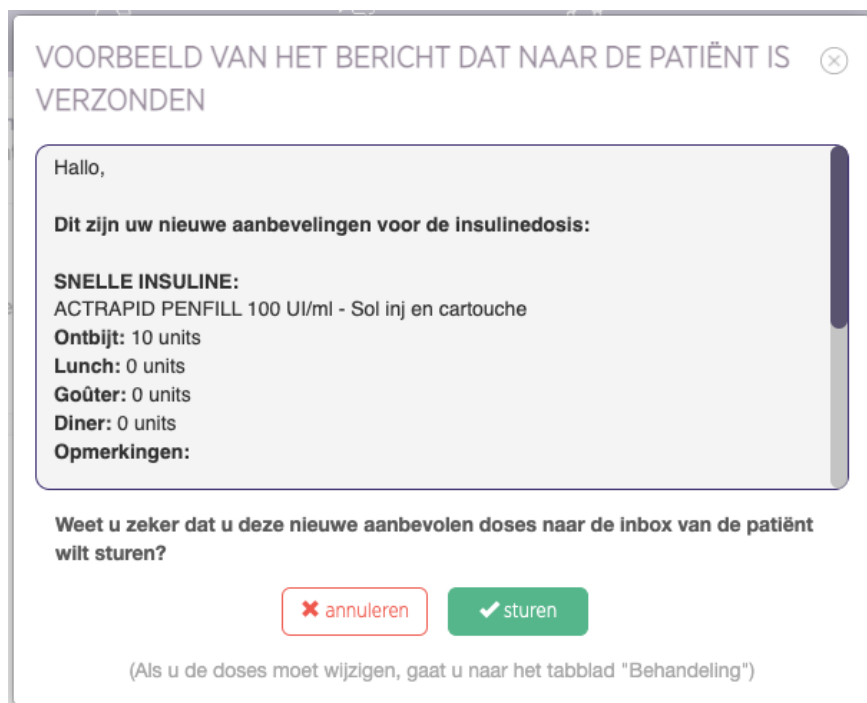 VOORBEELD VAN HET BERICHT DAT NAAR DE PATIËNT IS
VERZONDEN
Hallo,
Dit zijn uw nieuwe aanbevelingen voor de insulinedosis:
SNELLE INSULINE:
ACTRAPID PENFILL 100 UI/ml - Sol inj en cartouche
Ontbijt: 10 units
Lunch: 0 units
Goûter: 0 units
Diner: 0 units
Opmerkingen:
Weet u zeker dat u deze nieuwe aanbevolen doses naar de inbox van de patiënt
wilt sturen?
annuleren
sturen
(Als u de doses moet wijzigen, gaat u naar het tabblad "Behandeling")